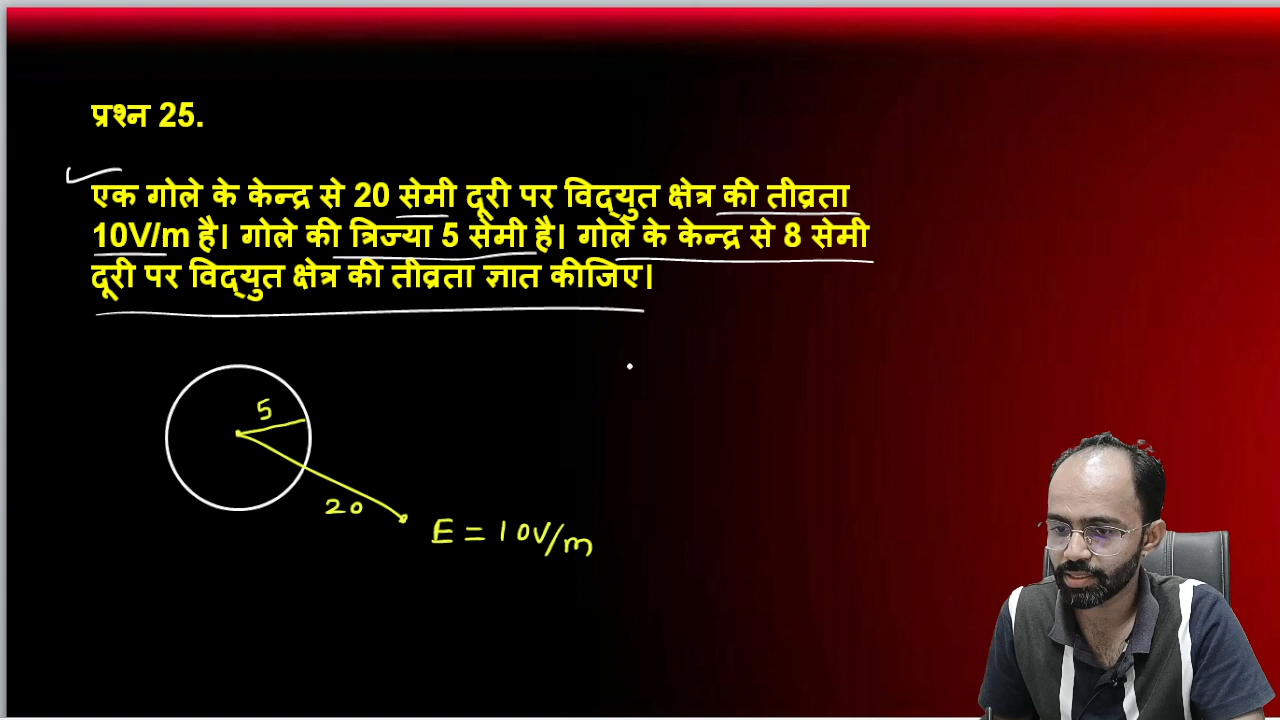 प्रश्न 25.
एक गोले के केन्द्र से 20 सेमी दूरी पर विद्युत क्षेत्र की तीव्रता
10V/m है। गोले की त्रिज्या 5 सेमी है। गोले के केन्द्र से 8 सेमी
दूरी पर विद्युत क्षेत्र की तीव्रता ज्ञात कीजिए।
5
20
E = 10V/m